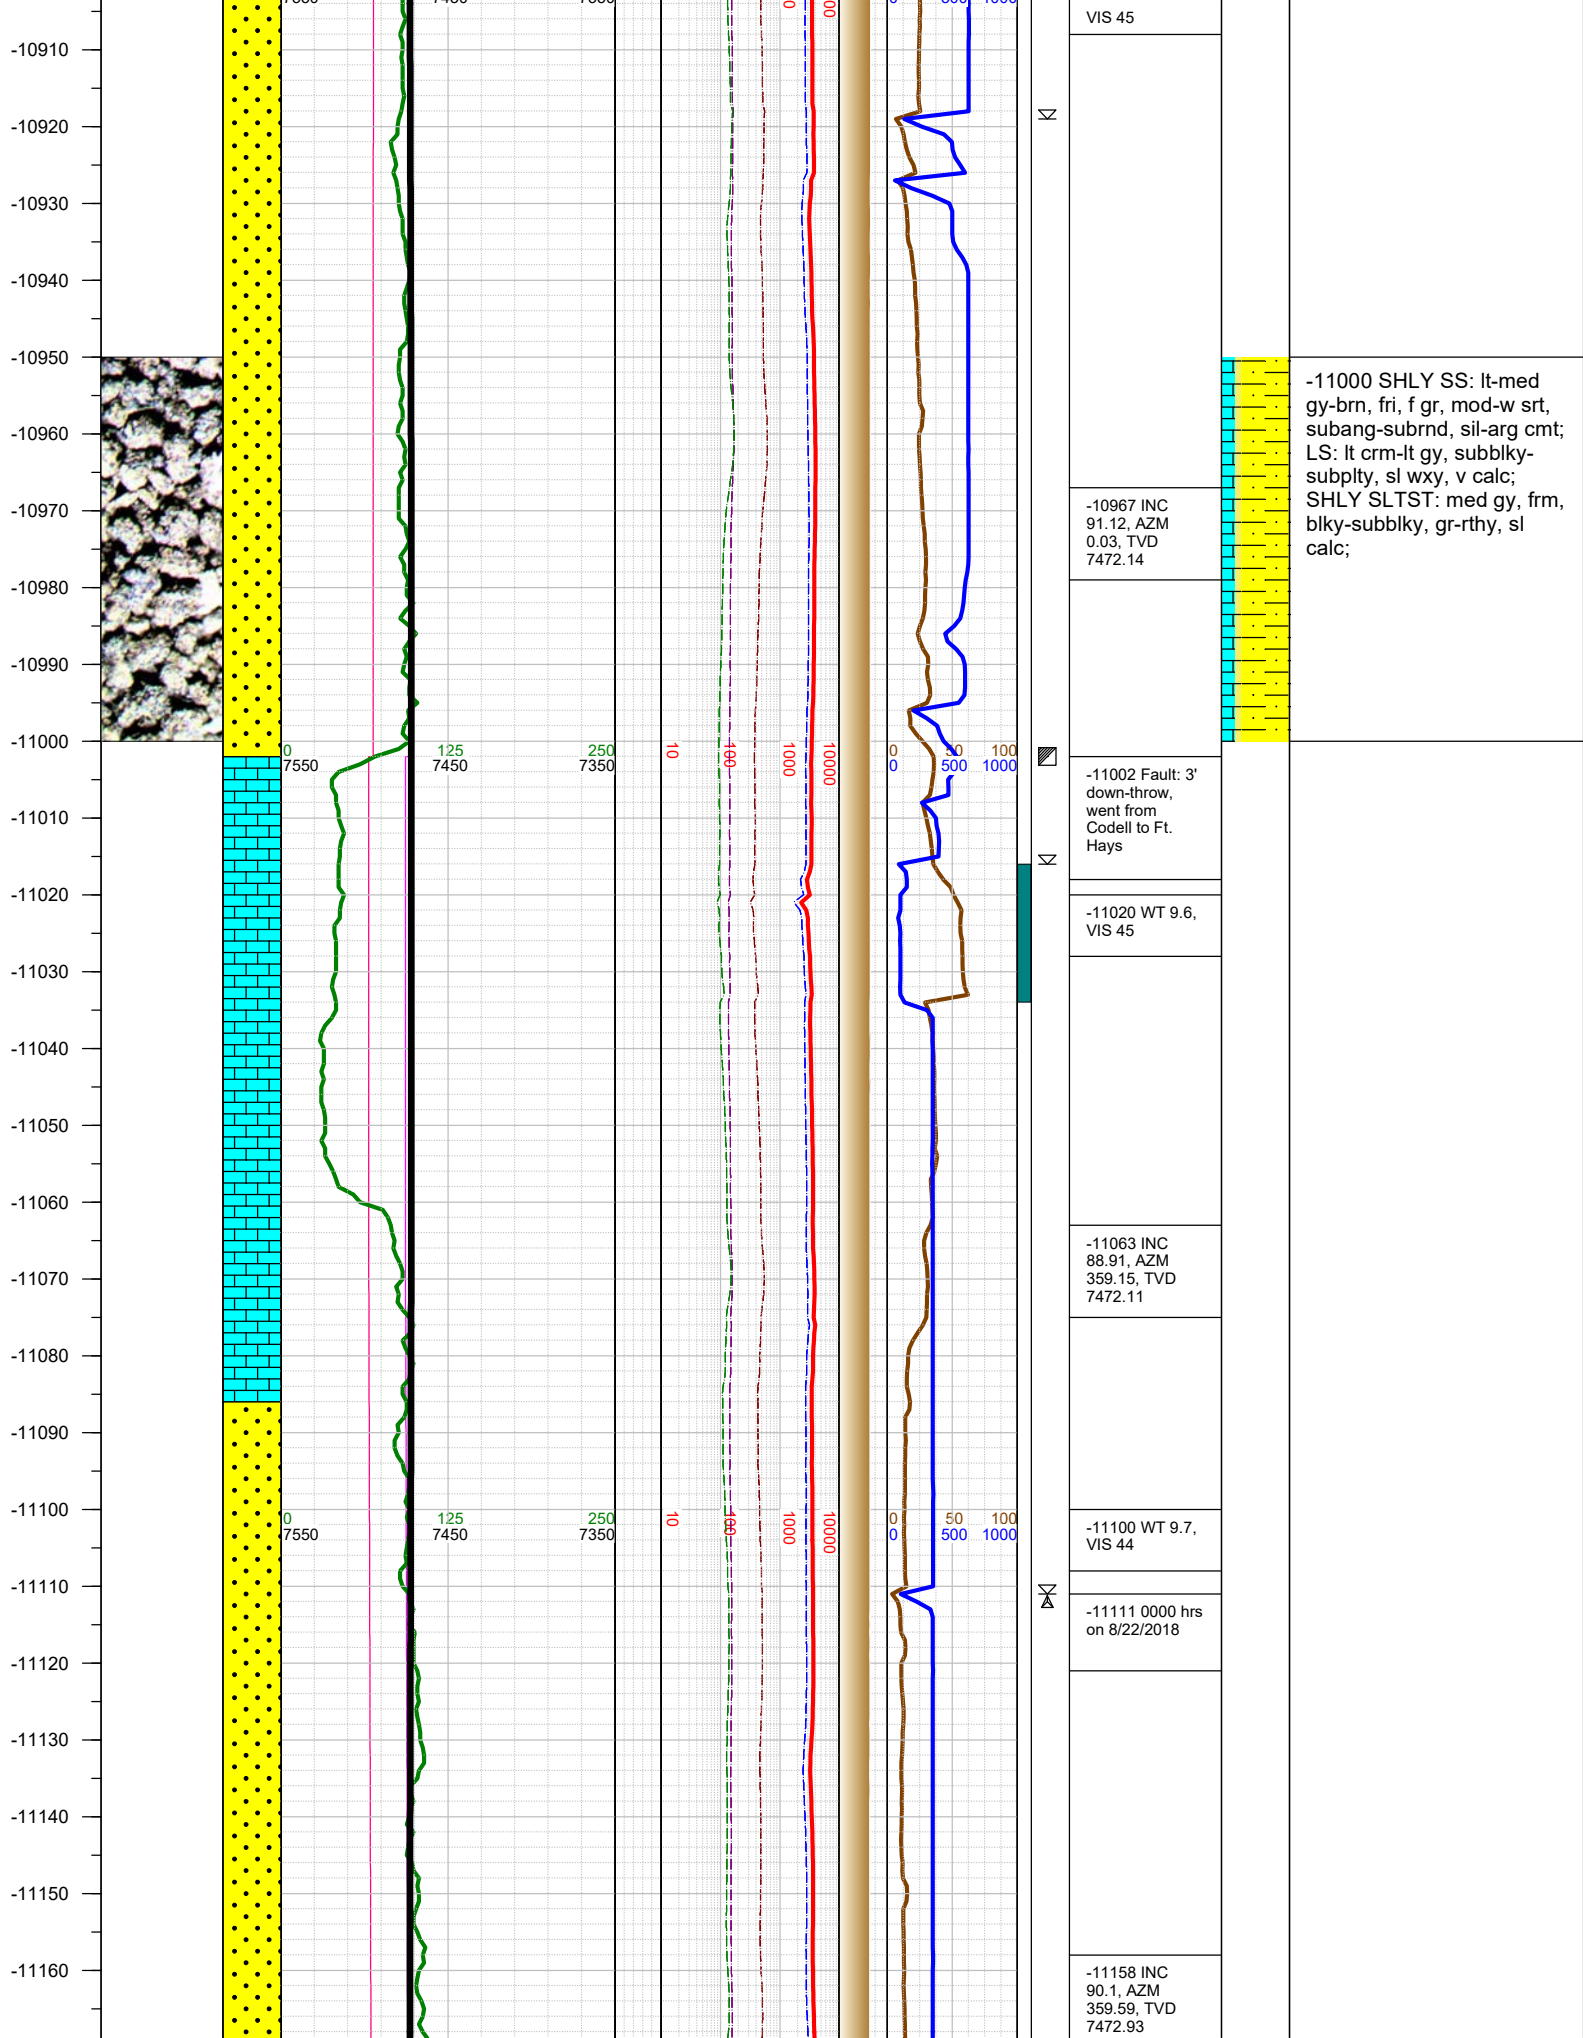 7550 7450 7350 0 00 0 500 1000
VIS 45
-10910
-10920
-10930
-10940
-10950
-11000 SHLY SS: lt-med
gy-brn, fri, f gr, mod-w srt,
subang-subrnd, sil-arg cmt;
LS: lt crm-lt gy, subblky-
subplty, sl wxy, v calc;
SHLY SLTST: med gy, frm,
blky-subblky, gr-rthy, sl
calc;
-10960
-10970
-10967 INC
91.12, AZM
0.03, TVD
7472.14
-10980
-10990
-11000
0 125 250 10 100 1000 10000 0 50 100
7550 7450 7350 0 500 1000
-11002 Fault: 3'
down-throw,
went from
Codell to Ft.
Hays
-11010
-11020
-11020 WT 9.6,
VIS 45
-11030
-11040
-11050
-11060
-11063 INC
88.91, AZM
359.15, TVD
7472.11
-11070
-11080
-11090
-11100
0 125 250 10 100 1000 10000 0 50 100
7550 7450 7350 0 500 1000
-11100 WT 9.7,
VIS 44
-11110
-11111 0000 hrs
on 8/22/2018
-11120
-11130
-11140
-11150
-11160
-11158 INC
90.1, AZM
359.59, TVD
7472.93